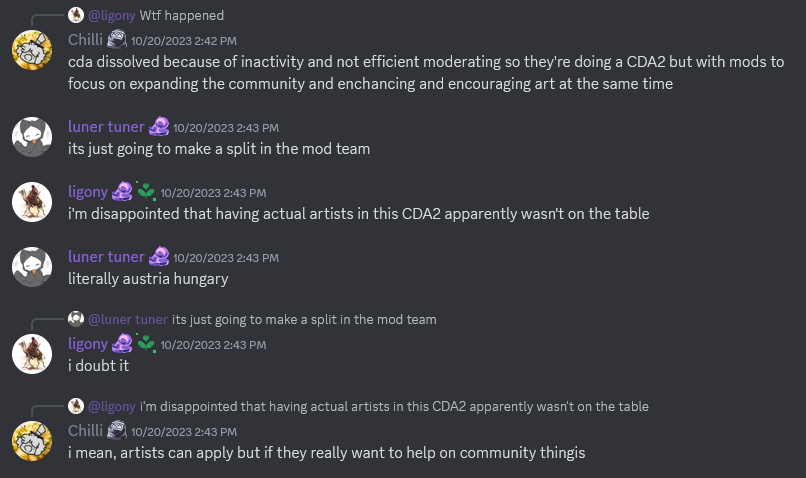 @ligony Wtf happened
Chilli 10/20/2023 2:42 PM
cda dissolved because of inactivity and not efficient moderating so they're doing a CDA2 but with mods to
focus on expanding the community and enchancing and encouraging art at the same time
luner tuner 10/20/2023 2:43 PM
its just going to make a split in the mod team
ligony 10/20/2023 2:43 PM
i'm disappointed that having actual artists in this CDA2 apparently wasn't on the table
luner tuner 10/20/2023 2:43 PM
literally austria hungary
@luner tuner its just going to make a split in the mod team
ligony 10/20/2023 2:43 PM
i doubt it
@ligony i'm disappointed that having actual artists in this CDA2 apparently wasn't on the table
Chilli 10/20/2023 2:43 PM
i mean, artists can apply but if they really want to help on community thingis